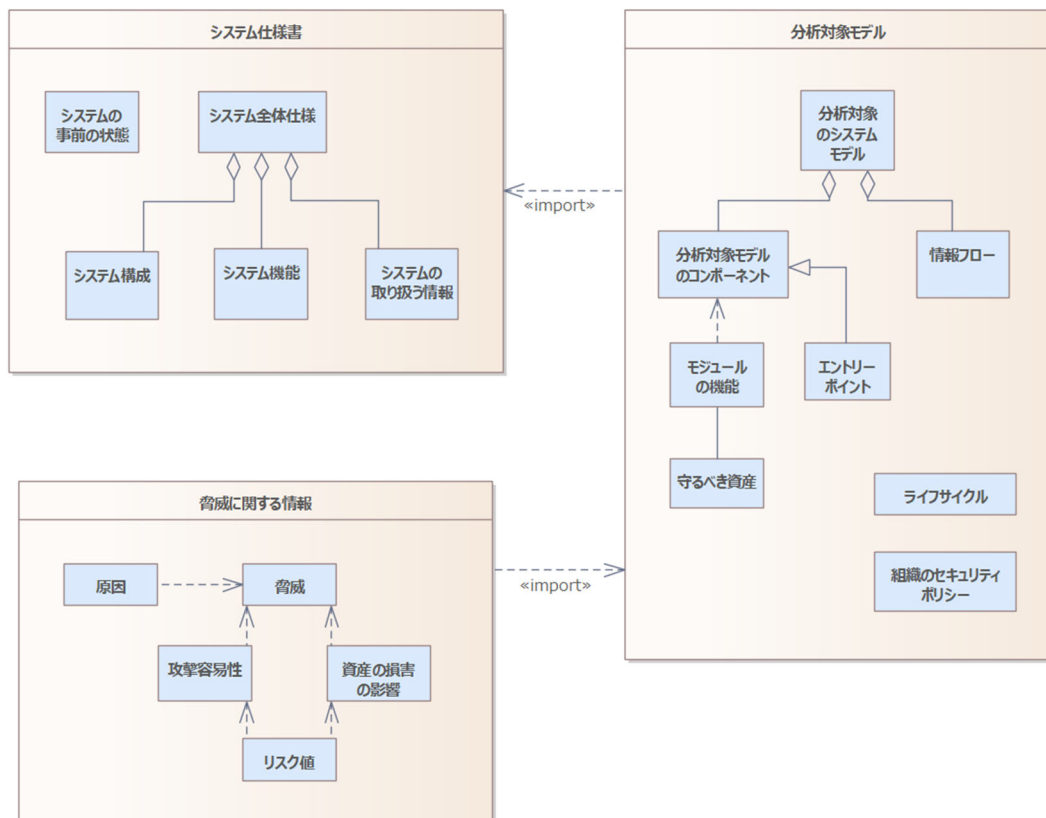 システム仕様書
システムの
事前の状態
システム全体仕様
システム構成
システム機能
システムの
取り扱う情報
«import»
分析対象モデル
分析対象
のシステム
モデル
分析対象モデル
のコンポーネント
情報フロー
モジュール
の機能
エントリー
ポイント
守るべき資産
ライフサイクル
組織のセキュリティ
ポリシー
脅威に関する情報
原因
脅威
攻撃容易性
資産の損害
の影響
リスク値
«import»